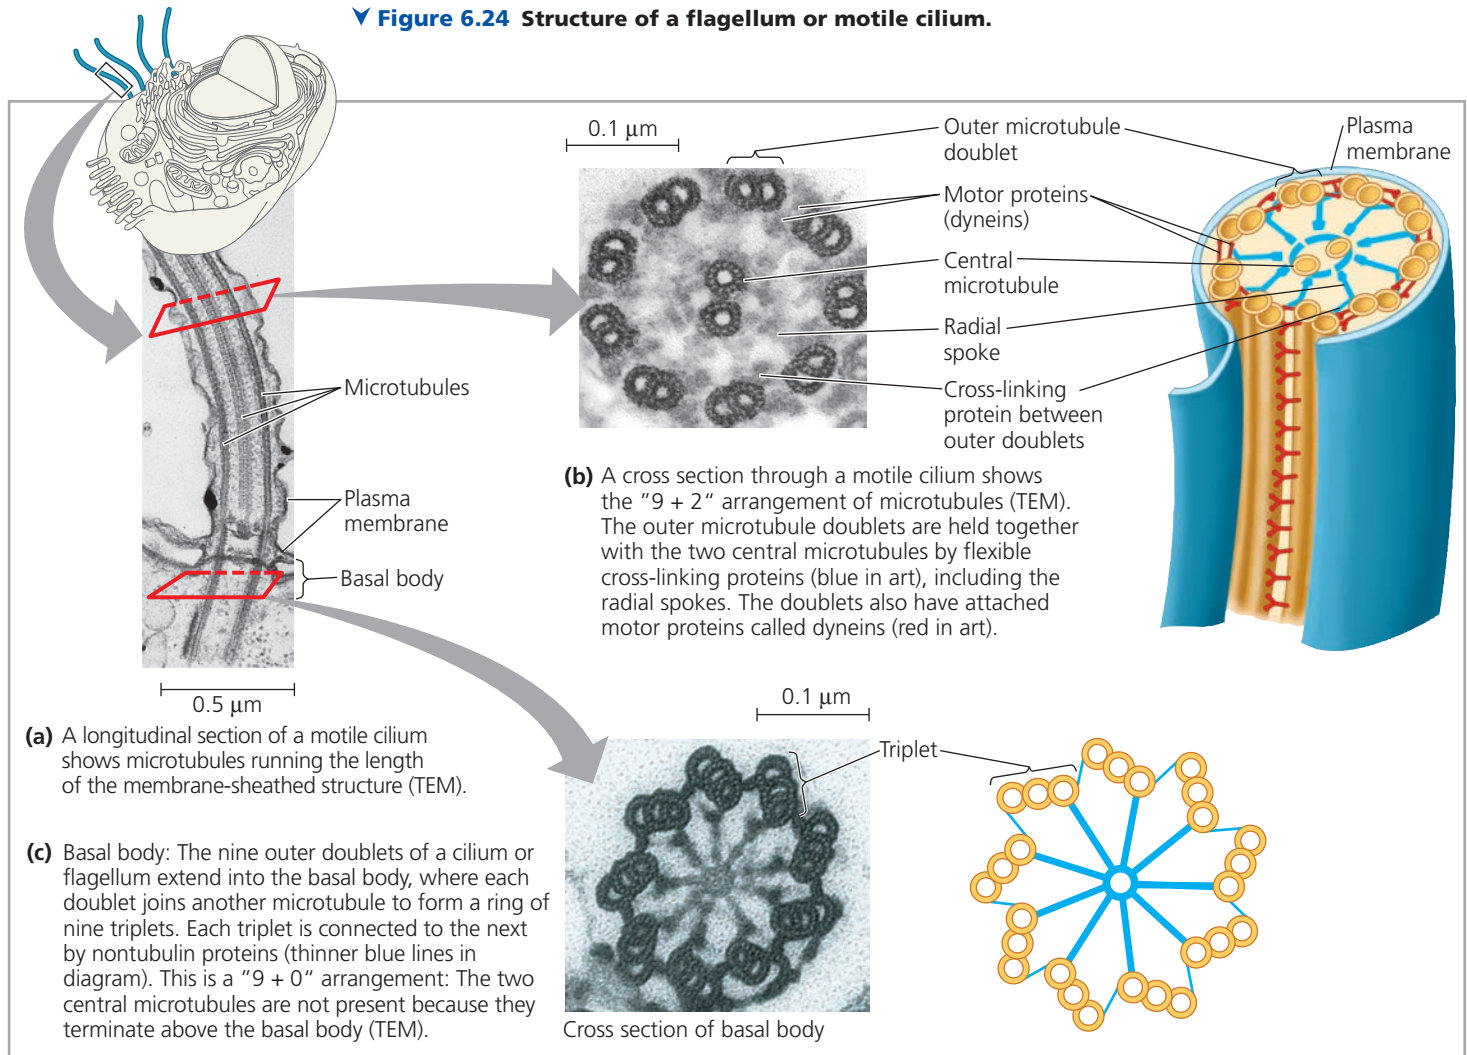 Figure 6.24 Structure of a flagellum or motile cilium.
0.1 μm
Outer microtubule
doublet
Motor proteins
(dyneins)
Central
microtubule
Radial
spoke
Cross-linking
protein between
outer doublets
Plasma
membrane
Microtubules
Plasma
membrane
Basal body
0.5 μm
(a) A longitudinal section of a motile cilium
shows microtubules running the length
of the membrane-sheathed structure (TEM).
(b) A cross section through a motile cilium shows
the "9 + 2" arrangement of microtubules (TEM).
The outer microtubule doublets are held together
with the two central microtubules by flexible
cross-linking proteins (blue in art), including the
radial spokes. The doublets also have attached
motor proteins called dyneins (red in art).
(c) Basal body: The nine outer doublets of a cilium or
flagellum extend into the basal body, where each
doublet joins another microtubule to form a ring of
nine triplets. Each triplet is connected to the next
by nontubulin proteins (thinner blue lines in
diagram). This is a "9 + 0" arrangement: The two
central microtubules are not present because they
terminate above the basal body (TEM).
0.1 μm
Triplet
Cross section of basal body